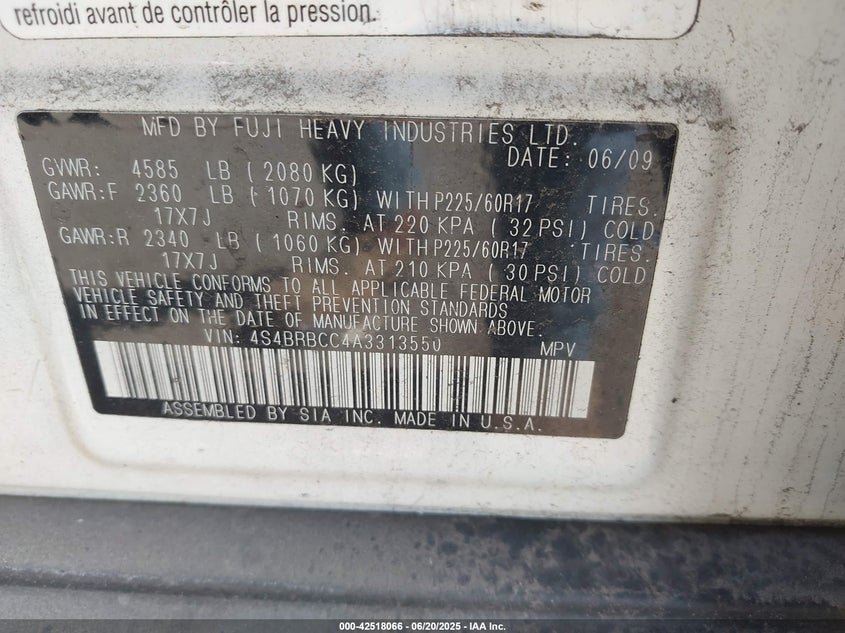 refroidi avant de contrôler la pression.
MFD BY FUJI HEAVY INDUSTRIES LTD.
DATE: 06/09
GVWR: 4585 LB ( 2080 KG)
GAWR:F 2360 LB ( 1070 KG) WITH P225/60R17 TIRES.
17X7J RIMS. AT 220 KPA ( 32 PSI) COLD
GAWR:R 2340 LB ( 1060 KG) WITH P225/60R17 TIRES.
17X7J RIMS. AT 210 KPA ( 30 PSI) COLD
THIS VEHICLE CONFORMS TO ALL APPLICABLE FEDERAL MOTOR
VEHICLE SAFETY AND THEFT PREVENTION STANDARDS
IN EFFECT ON THE DATE OF MANUFACTURE SHOWN ABOVE.
VIN: 4S4BRBCC4A3313550 MPV
ASSEMBLED BY SIA INC. MADE IN U.S.A.
000-42518066 - 06/20/2025 - IAA Inc.